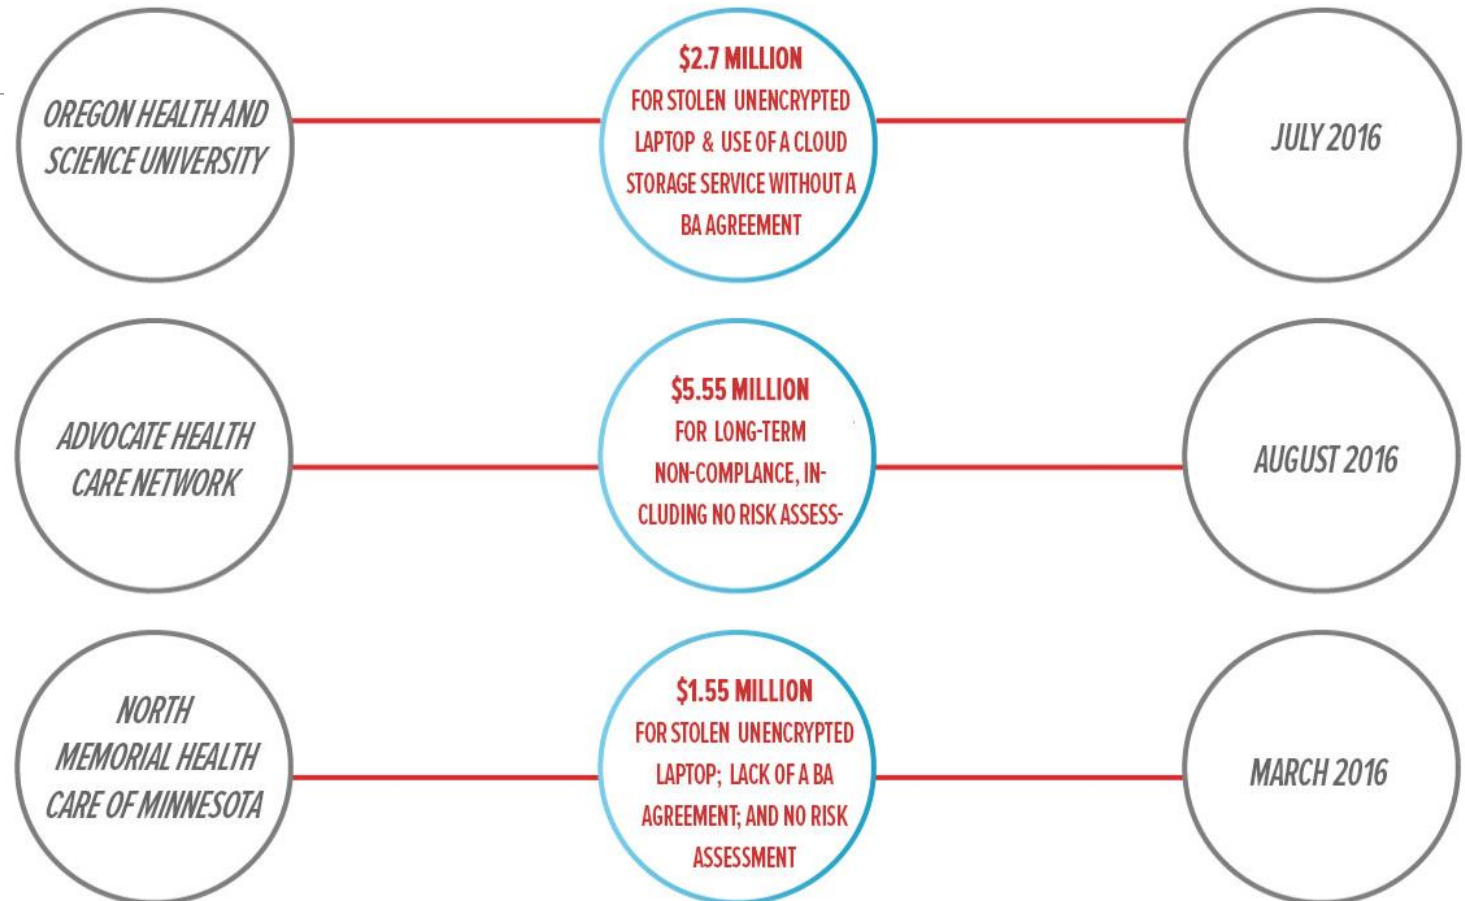 OREGON HEALTH AND
SCIENCE UNIVERSITY
$2.7 MILLION
FOR STOLEN UNENCRYPTED
LAPTOP & USE OF A CLOUD
STORAGE SERVICE WITHOUT A
BA AGREEMENT
JULY 2016
ADVOCATE HEALTH
CARE NETWORK
$5.55 MILLION
FOR LONG-TERM
NON-COMPLANCE, IN-
CLUDING NO RISK ASSESS-
AUGUST 2016
NORTH
MEMORIAL HEALTH
CARE OF MINNESOTA
$1.55 MILLION
FOR STOLEN UNENCRYPTED
LAPTOP; LACK OF A BA
AGREEMENT; AND NO RISK
ASSESSMENT
MARCH 2016